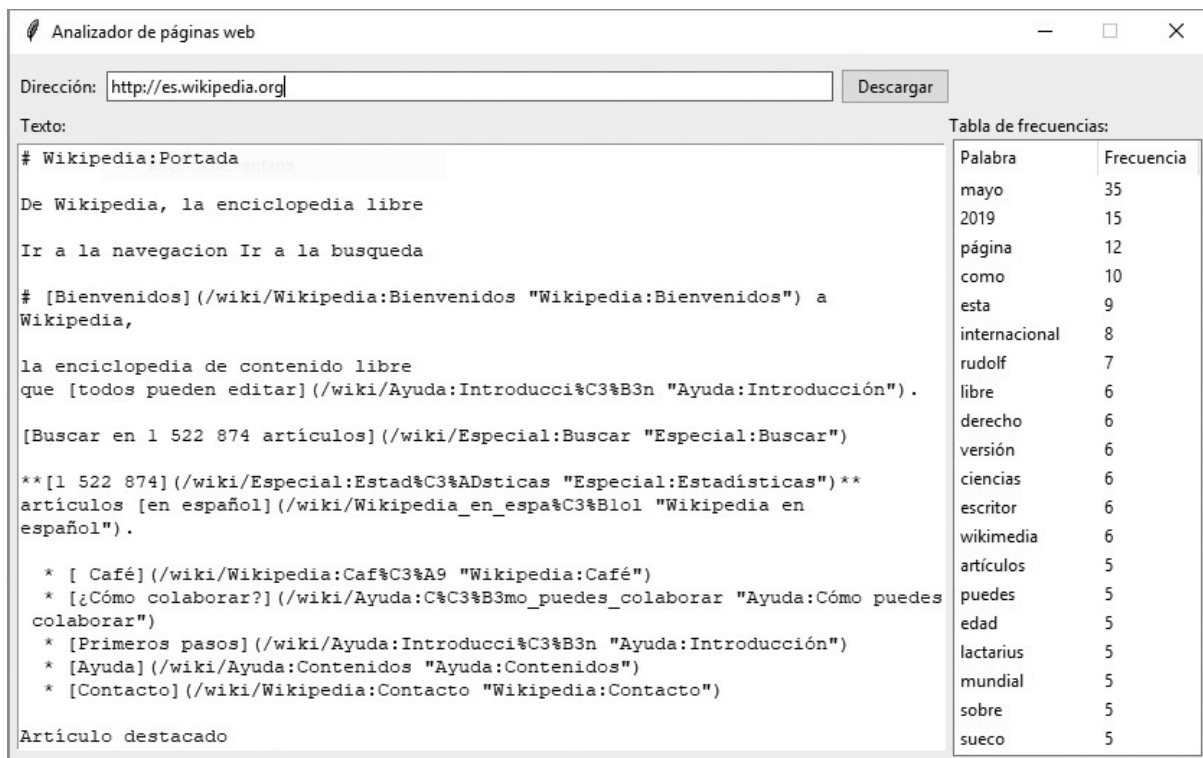 Analizador de páginas web
Dirección: http://es.wikipedia.org Descargar
Texto:
# Wikipedia:Portada
De Wikipedia, la enciclopedia libre
Ir a la navegacion Ir a la busqueda
# [Bienvenidos](/wiki/Wikipedia:Bienvenidos "Wikipedia:Bienvenidos") a
Wikipedia,
la enciclopedia de contenido libre
que [todos pueden editar](/wiki/Ayuda:Introducci%C3%B3n "Ayuda:Introducción").
[Buscar en 1 522 874 artículos](/wiki/Especial:Buscar "Especial:Buscar")
**[1 522 874](/wiki/Especial:Estad%C3%ADsticas "Especial:Estadísticas")**
artículos [en español](/wiki/Wikipedia_en_espa%C3%B1ol "Wikipedia en
español").
* [ Café](/wiki/Wikipedia:Caf%C3%A9 "Wikipedia:Café")
* [¿Cómo colaborar?](/wiki/Ayuda:C%C3%B3mo_puedes_colaborar "Ayuda:Cómo puedes
colaborar")
* [Primeros pasos](/wiki/Ayuda:Introducci%C3%B3n "Ayuda:Introducción")
* [Ayuda](/wiki/Ayuda:Contenidos "Ayuda:Contenidos")
* [Contacto](/wiki/Wikipedia:Contacto "Wikipedia:Contacto")
Artículo destacado
Tabla de frecuencias:
Palabra Frecuencia
mayo 35
2019 15
página 12
como 10
esta 9
internacional 8
rudolf 7
libre 6
derecho 6
versión 6
ciencias 6
escritor 6
wikimedia 6
artículos 5
puedes 5
edad 5
lactarius 5
mundial 5
sobre 5
sueco 5